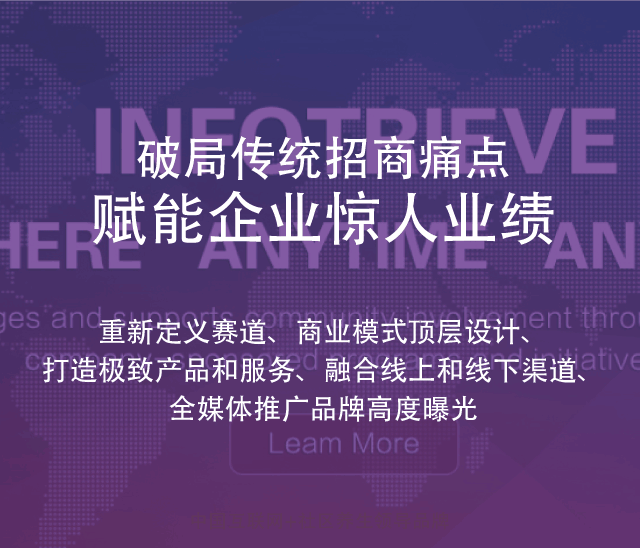 INFOTRIEVE
破局传统招商痛点
赋能企业惊人业绩
HERE ANYTIME AN
ges and supports community involvement throu
重新定义赛道、商业模式顶层设计、
打造极致产品和服务、融合线上和线下渠道、
全媒体推广品牌高度曝光
Learn More